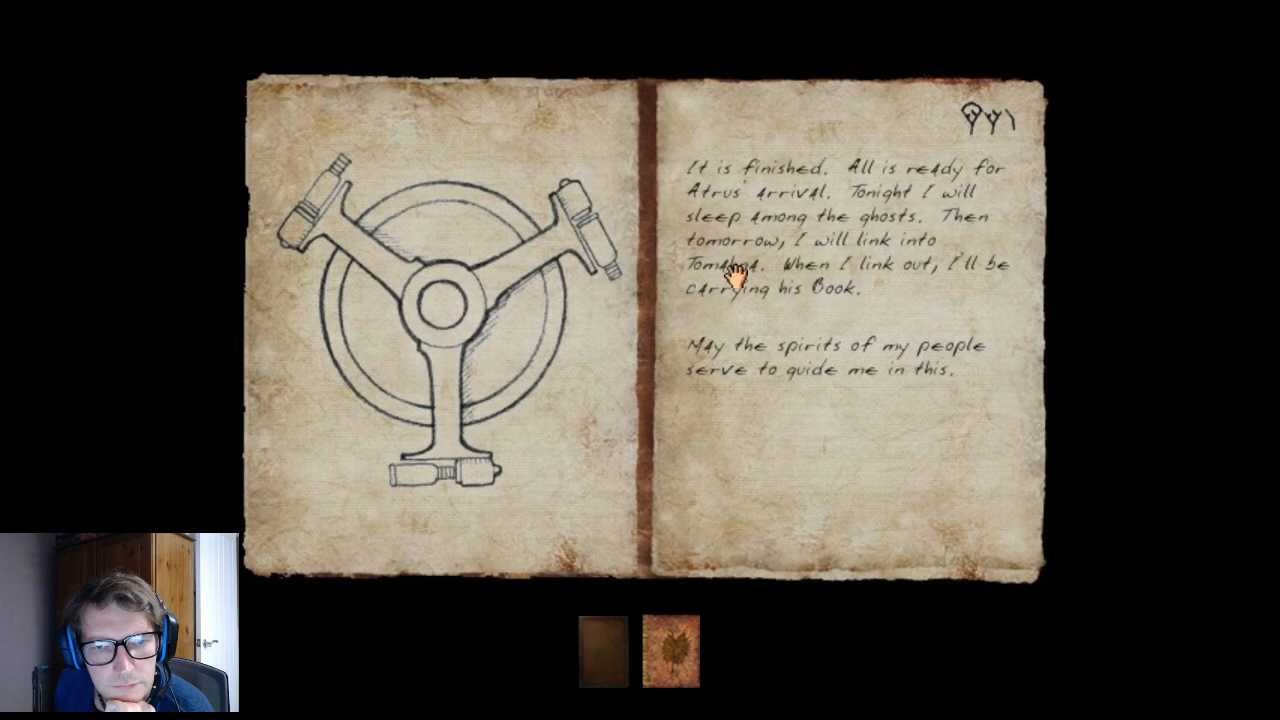 It is finished. All is ready for
Atrus' arrival. Tonight I will
sleep among the ghosts. Then
tomorrow, I will link into
When I link out, I'll be
carrying his Book.
May the spirits of my people
serve to guide me in this.